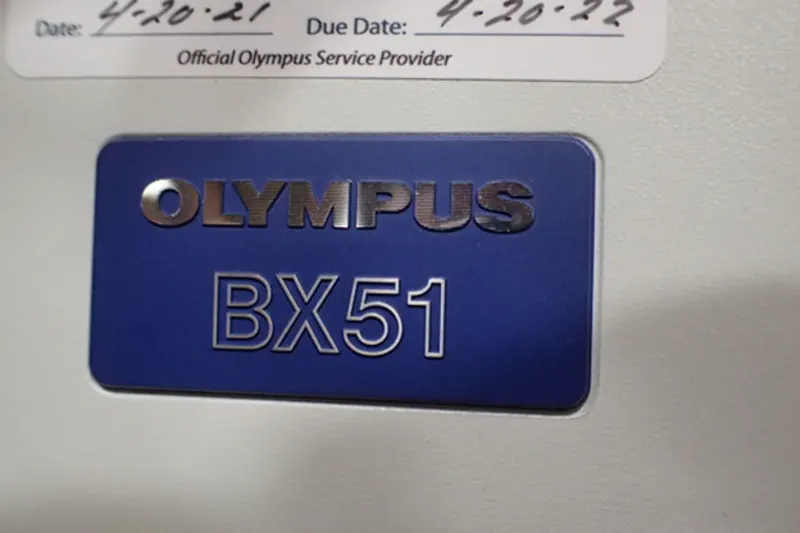 Date: 4-20-21 Due Date: 4-20-22
Official Olympus Service Provider
OLYMPUS
BX51